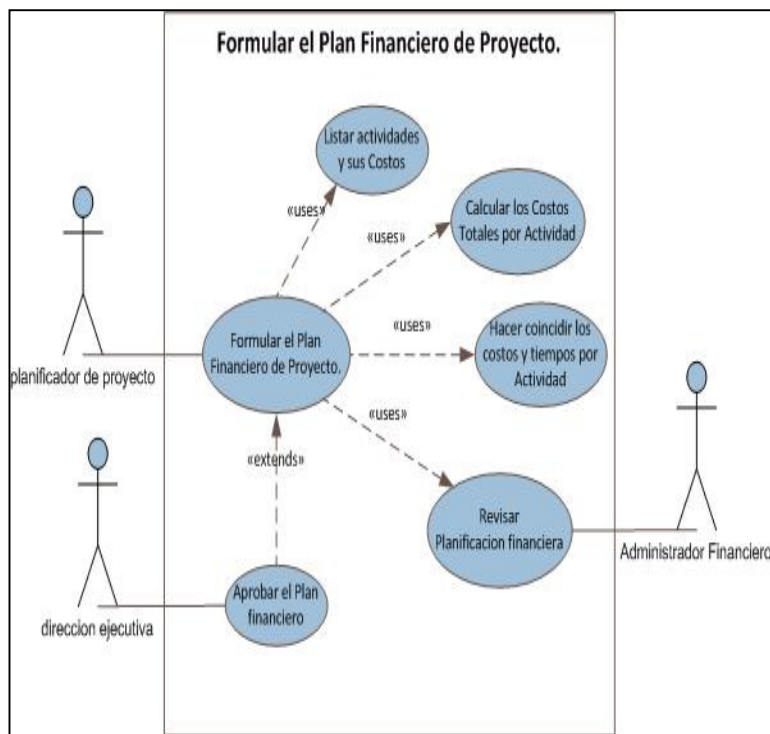 Formular el Plan Financiero de Proyecto.
Listar actividades
y sus Costos
«uses»
Calcular los Costos
Totales por Actividad
«uses»
Formular el Plan
Financiero de Proyecto.
«uses»
Hacer coincidir los
costos y tiempos por
Actividad
planificador de proyecto
«uses»
«extends»
Revisar
Planificacion financiera
Administrador Financiero
Aprobar el Plan
financiero
direccion ejecutiva